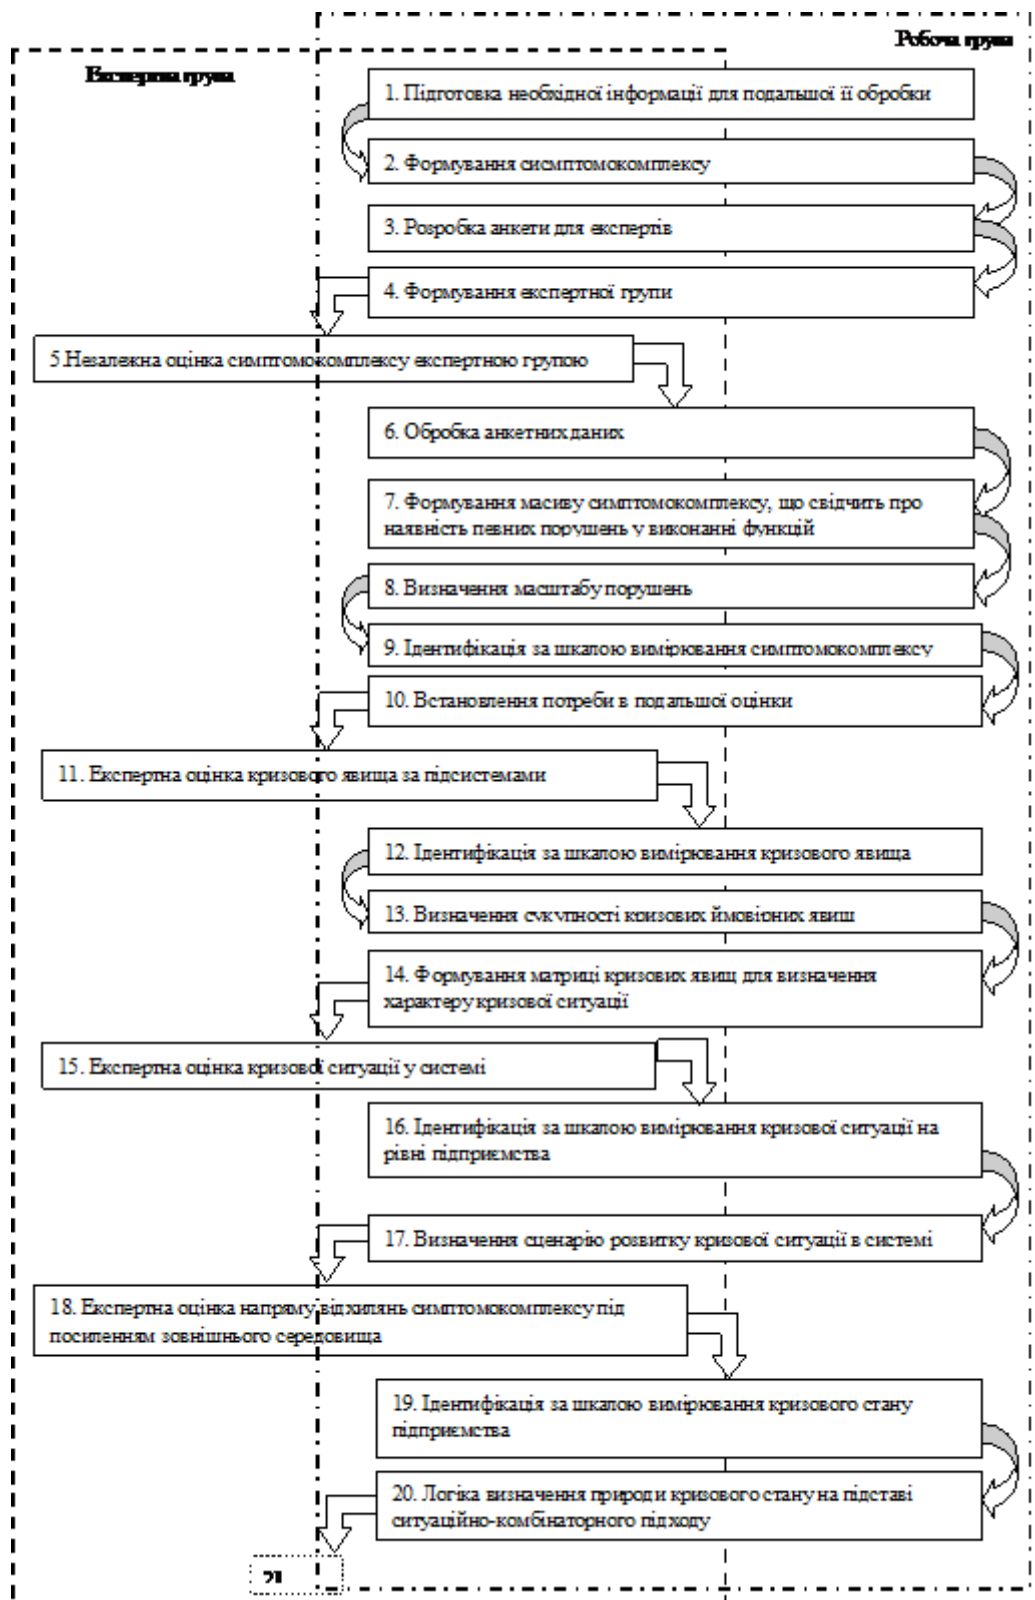 Робоча група
Експертна група
1. Підготовка необхідної інформації для подальшої її обробки
2. Формування сисмптомокомплексу
3. Розробка анкети для експертів
4. Формування експертної групи
5.Незалежна оцінка симптомокомплексу експертною групою
6. Обробка анкетних даних
7. Формування масиву симптомокомплексу, що свідчить про
наявність певних порушень у виконанні функцій
8. Визначення масштабу порушень
9. Ідентифікація за шкалою вимірювання симптомокомплексу
10. Встановлення потреби в подальшої оцінки
11. Експертна оцінка кризового явища за підсистемами
12. Ідентифікація за шкалою вимірювання кризового явища
13. Визначення сукупності кризових ймовірних явищ
14. Формування матриці кризових явищ для визначення
характеру кризової ситуації
15. Експертна оцінка кризової ситуації у системі
16. Ідентифікація за шкалою вимірювання кризової ситуації на
рівні підприємства
17. Визначення сценарію розвитку кризової ситуації в системі
18. Експертна оцінка напряму відхилянь симптомокомплексу під
посиленням зовнішнього середовища
19. Ідентифікація за шкалою вимірювання кризового стану
підприємства
20. Логіка визначення природи кризового стану на підставі
ситуаційно-комбінаторного підходу
21